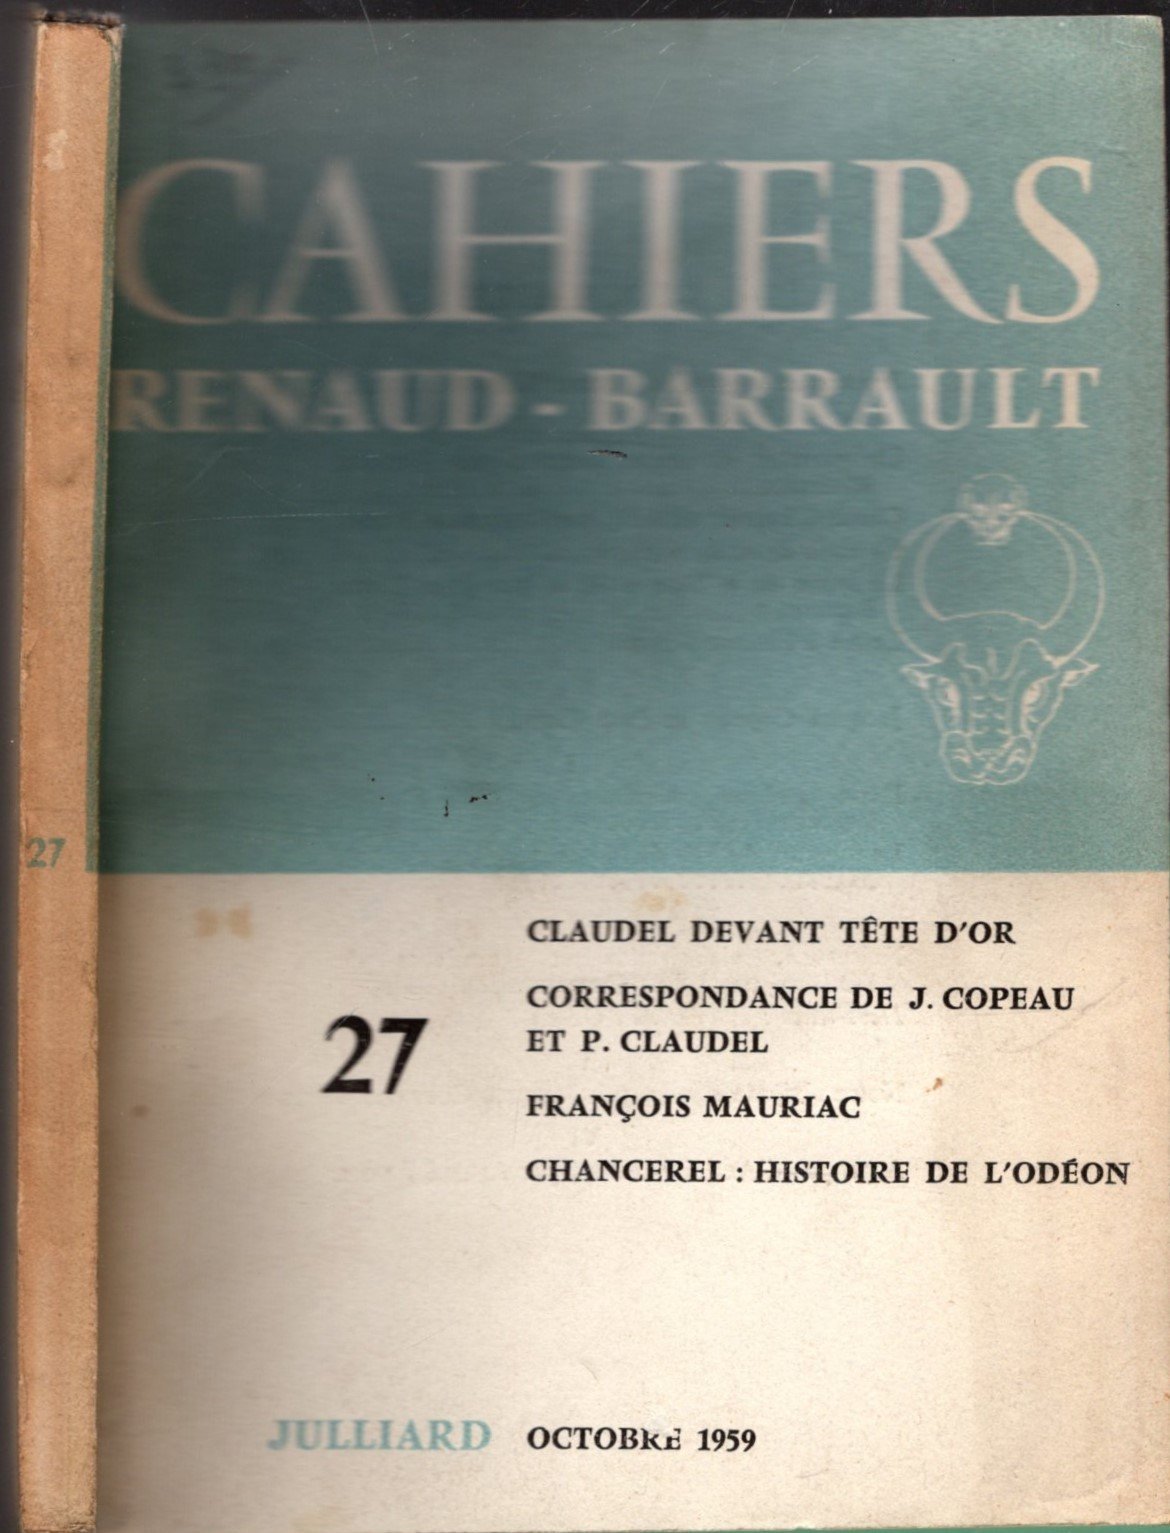 CAHIERS
RENAUD - BARRAULT
27
27
CLAUDEL DEVANT TÊTE D'OR
CORRESPONDANCE DE J. COPEAU
ET P. CLAUDEL
FRANÇOIS MAURIAC
CHANCEREL : HISTOIRE DE L'ODÉON
JULLIARD OCTOBRE 1959